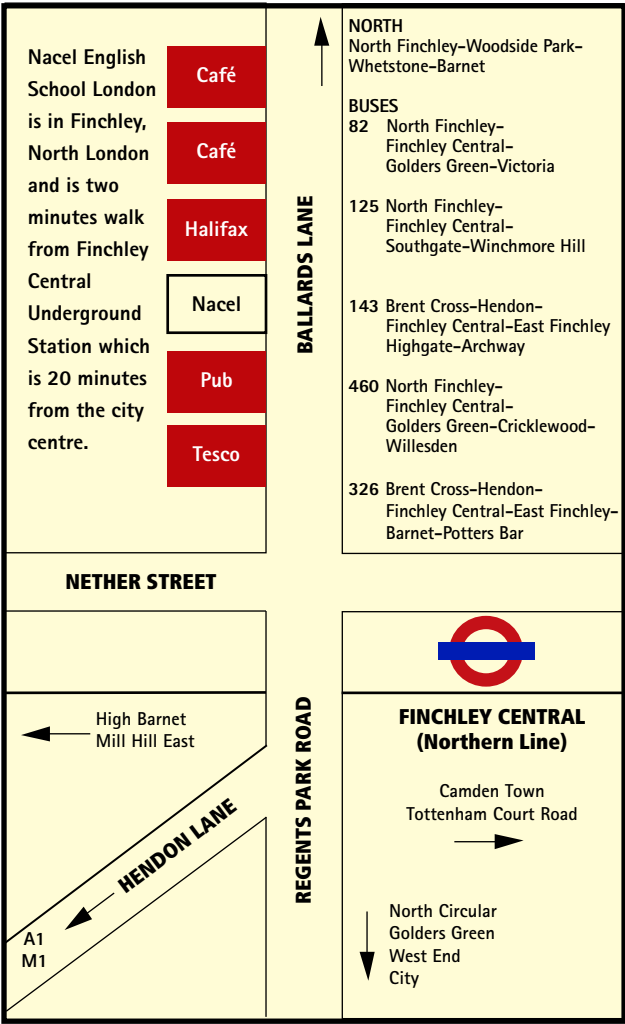 Nacel English
School London
is in Finchley,
North London
and is two
minutes walk
from Finchley
Central
Underground
Station which
is 20 minutes
from the city
centre.
Café
Café
Halifax
Nacel
Pub
Tesco
BALLARDS LANE
NORTH
North Finchley-Woodside Park-
Whetstone-Barnet
BUSES
82 North Finchley-
Finchley Central-
Golders Green-Victoria
125 North Finchley-
Finchley Central-
Southgate-Winchmore Hill
143 Brent Cross-Hendon-
Finchley Central-East Finchley
Highgate-Archway
460 North Finchley-
Finchley Central-
Golders Green-Cricklewood-
Willesden
326 Brent Cross-Hendon-
Finchley Central-East Finchley-
Barnet-Potters Bar
NETHER STREET
High Barnet
Mill Hill East
HENDON LANE
A1
M1
REGENTS PARK ROAD
FINCHLEY CENTRAL
(Northern Line)
Camden Town
Tottenham Court Road
North Circular
Golders Green
West End
City